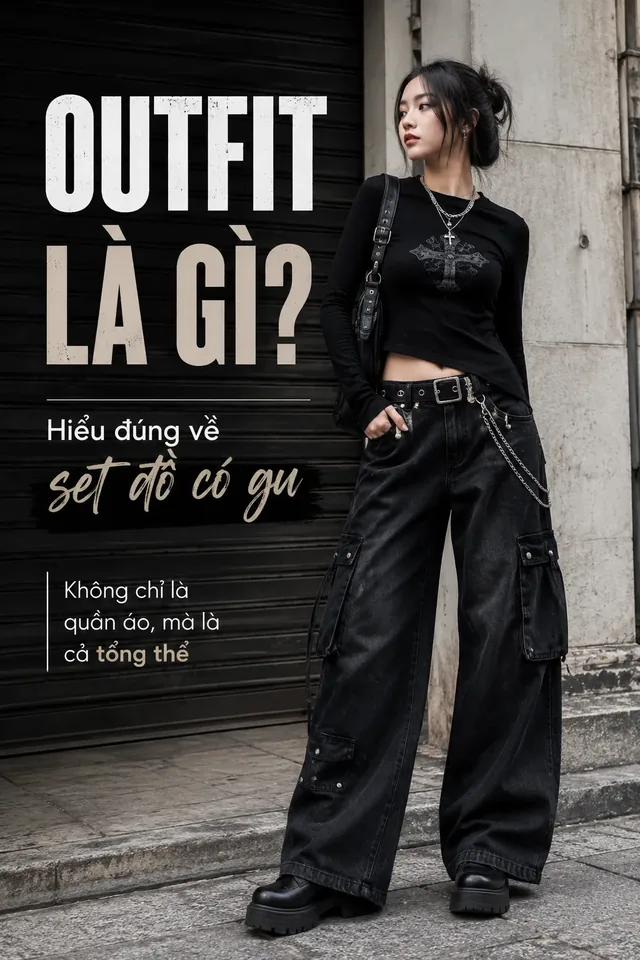 OUTFIT
LÀ GÌ?
Hiểu đúng về
set đồ có gu
Không chỉ là
quần áo, mà là
cả tổng thể